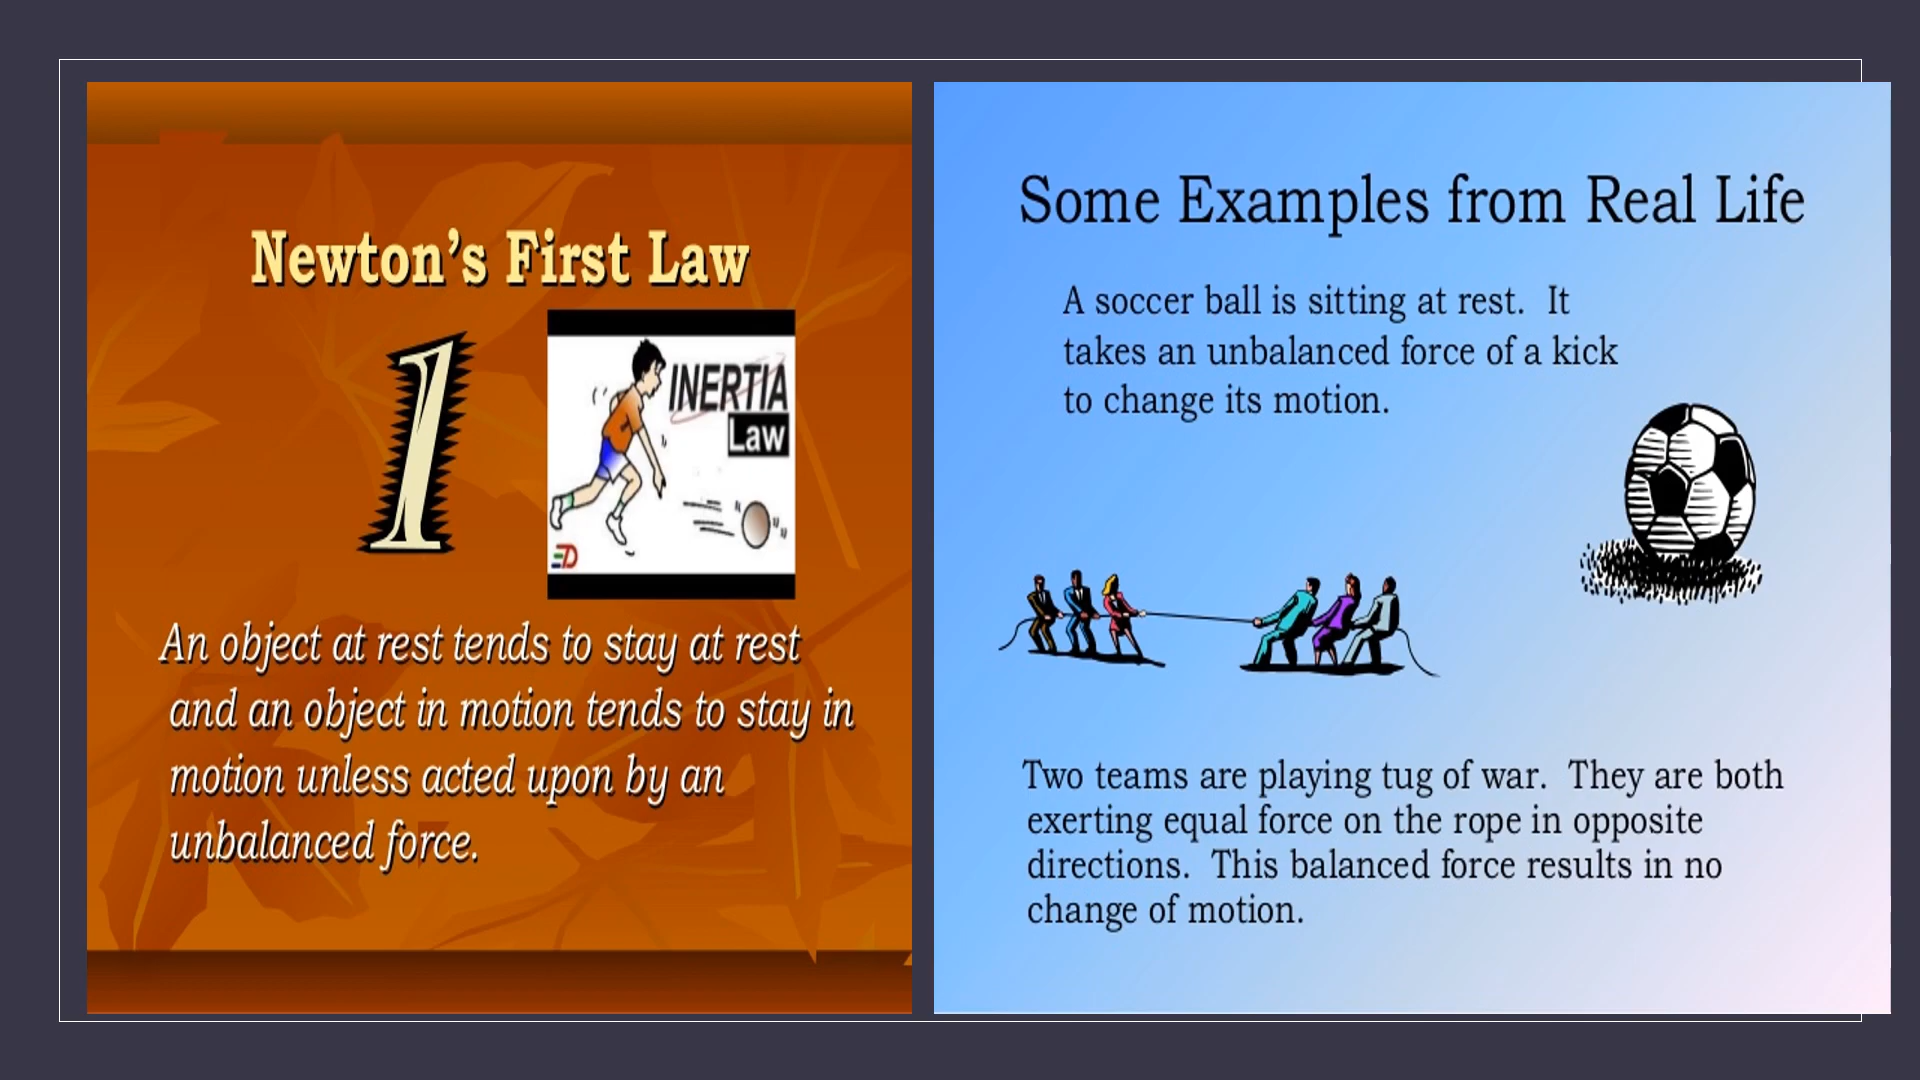 Newton’s First Law
1
INERTIA
Law
An object at rest tends to stay at rest
and an object in motion tends to stay in
motion unless acted upon by an
unbalanced force.
Some Examples from Real Life
A soccer ball is sitting at rest. It
takes an unbalanced force of a kick
to change its motion.
Two teams are playing tug of war. They are both
exerting equal force on the rope in opposite
directions. This balanced force results in no
change of motion.